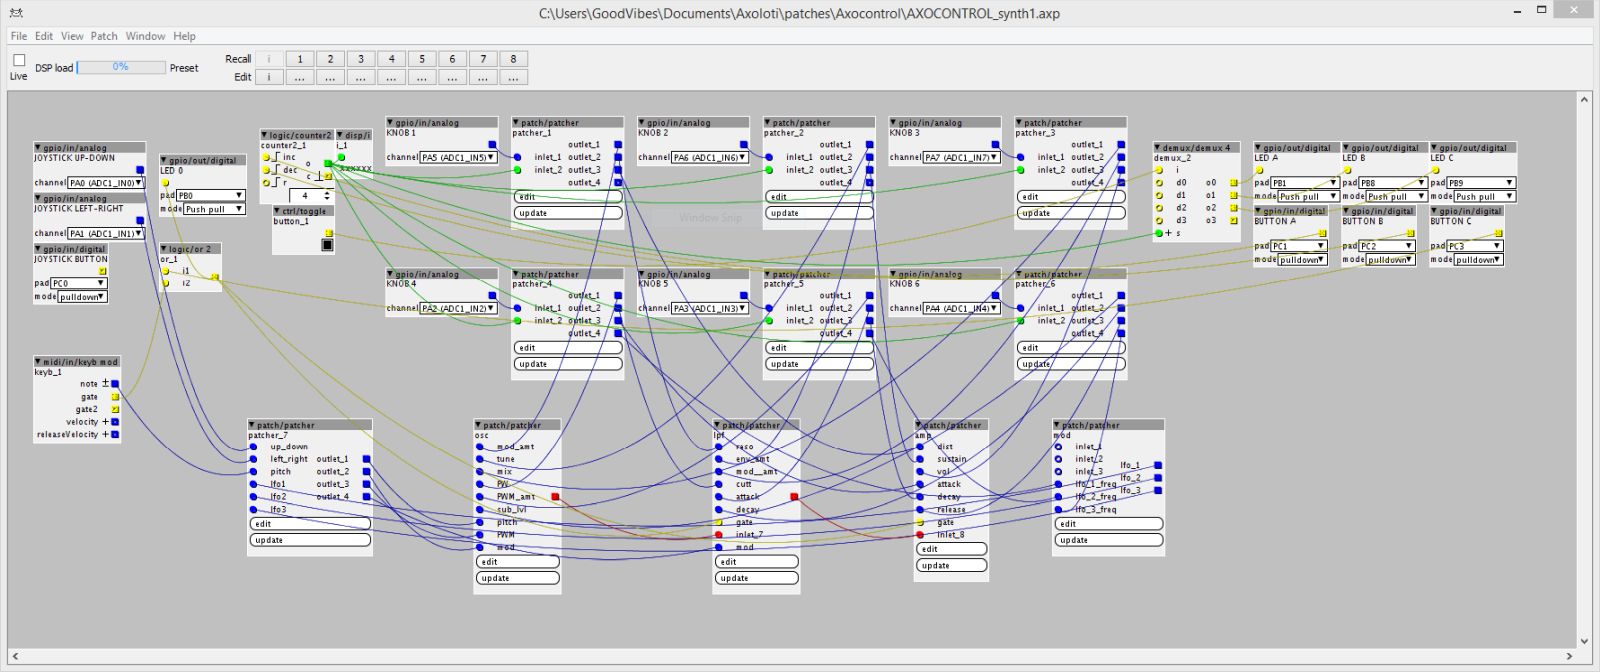 C:\Users\GoodVibes\Documents\Axoloti\patches\Axocontrol\AXOCONTROL_synth1.axp
File Edit View Patch Window Help
Live
DSP load 0% Preset
Recall i 1 2 3 4 5 6 7 8
Edit i ... ... ... ... ... ... ... ...
gpio/in/analog
JOYSTICK UP-DOWN
channel PA0 (ADC1_IN0)
gpio/in/analog
JOYSTICK LEFT-RIGHT
channel PA1 (ADC1_IN1)
gpio/in/digital
JOYSTICK BUTTON
pad PC0
mode pulldown
gpio/out/digital
LED 0
pad PB0
mode Push pull
logic/or 2
or_1
i1
i2
logic/counter2
counter2_1
inc o
dec c
r
4
disp/i
i_1
xxxxxx
ctrl/toggle
button_1
gpio/in/analog
KNOB 1
channel PA5 (ADC1_IN5)
patch/patcher
patcher_1
outlet_1
inlet_1 outlet_2
inlet_2 outlet_3
outlet_4
edit
update
gpio/in/analog
KNOB 2
channel PA6 (ADC1_IN6)
patch/patcher
patcher_2
outlet_1
inlet_1 outlet_2
inlet_2 outlet_3
outlet_4
edit
update
Window Snip
gpio/in/analog
KNOB 3
channel PA7 (ADC1_IN7)
patch/patcher
patcher_3
outlet_1
inlet_1 outlet_2
inlet_2 outlet_3
outlet_4
edit
update
demux/demux 4
demux_2
i
d0 o0
d1 o1
d2 o2
d3 o3
+ s
gpio/out/digital
LED A
pad PB1
mode Push pull
gpio/out/digital
LED B
pad PB8
mode Push pull
gpio/out/digital
LED C
pad PB9
mode Push pull
gpio/in/digital
BUTTON A
pad PC1
mode pulldown
gpio/in/digital
BUTTON B
pad PC2
mode pulldown
gpio/in/digital
BUTTON C
pad PC3
mode pulldown
gpio/in/analog
KNOB 4
channel PA2 (ADC1_IN2)
patch/patcher
patcher_4
outlet_1
inlet_1 outlet_2
inlet_2 outlet_3
outlet_4
edit
update
gpio/in/analog
KNOB 5
channel PA3 (ADC1_IN3)
patch/patcher
patcher_5
outlet_1
inlet_1 outlet_2
inlet_2 outlet_3
outlet_4
edit
update
gpio/in/analog
KNOB 6
channel PA4 (ADC1_IN4)
patch/patcher
patcher_6
outlet_1
inlet_1 outlet_2
inlet_2 outlet_3
outlet_4
edit
update
midi/in/keyb mod
keyb_1
note ±
gate
gate2
velocity +
releaseVelocity +
patch/patcher
patcher_7
up_down
left_right outlet_1
pitch outlet_2
lfo1 outlet_3
lfo2 outlet_4
lfo3
edit
update
patch/patcher
osc
mod_amt
tune
mix
PW
PWM_amt
sub_lvl
pitch
PWM
mod
edit
update
patch/patcher
lpf
reso
env_amt
mod__amt
cutt
attack
decay
gate
inlet_7
mod
edit
update
patch/patcher
amp
dist
sustain
vol
attack
decay
release
gate
inlet_8
edit
update
patch/patcher
mod
inlet_1
inlet_2 lfo_1
inlet_3 lfo_2
lfo_1_freq lfo_3
lfo_2_freq
lfo_3_freq
edit
update